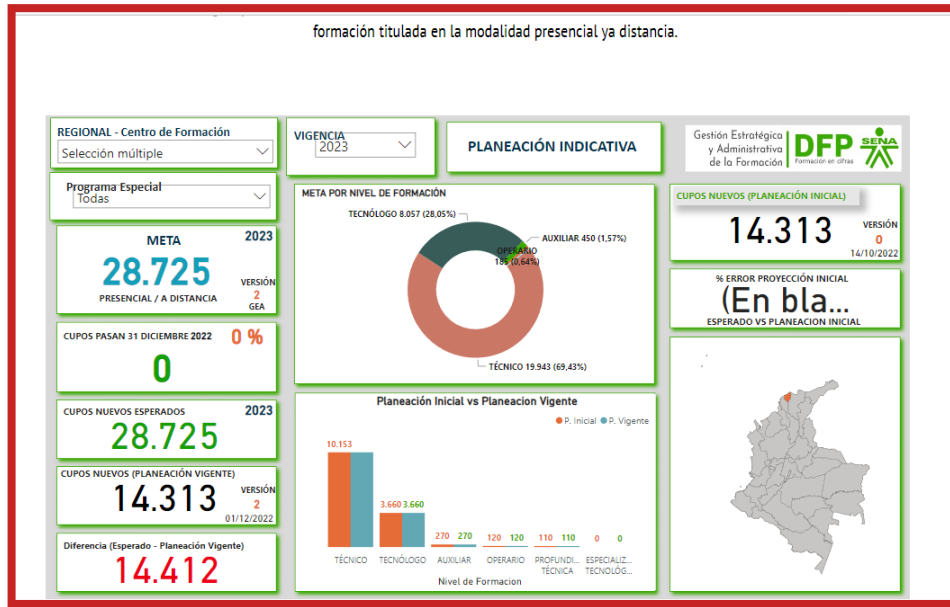 formación titulada en la modalidad presencial ya distancia.
REGIONAL - Centro de Formación
Selección múltiple
VIGENCIA
2023
PLANEACIÓN INDICATIVA
Gestión Estratégica
y Administrativa
de la Formación
DFP
Formación en cifras
SENA
Programa Especial
Todas
META
2023
28.725
PRESENCIAL / A DISTANCIA
VERSIÓN
2
GEA
CUPOS PASAN 31 DICIEMBRE 2022
0 %
0
CUPOS NUEVOS ESPERADOS
2023
28.725
CUPOS NUEVOS (PLANEACIÓN VIGENTE)
14.313
VERSIÓN
2
01/12/2022
Diferencia (Esperado - Planeación Vigente)
14.412
META POR NIVEL DE FORMACIÓN
TECNÓLOGO 8.057 (28,05%)
AUXILIAR 450 (1,57%)
OPERARIO
185 (0,64%)
TÉCNICO 19.943 (69,43%)
Planeación Inicial vs Planeacion Vigente
P. Inicial P. Vigente
10.153
3.660 3.660
270 270
120 120
110 110
0 0
TÉCNICO
TECNÓLOGO
AUXILIAR
OPERARIO
PROFUNDI...
TÉCNICA
ESPECIALIZ...
TECNOLÓG...
Nivel de Formacion
CUPOS NUEVOS (PLANEACIÓN INICIAL)
14.313
VERSIÓN
0
14/10/2022
% ERROR PROYECCIÓN INICIAL
(En bla...
ESPERADO VS PLANEACION INICIAL